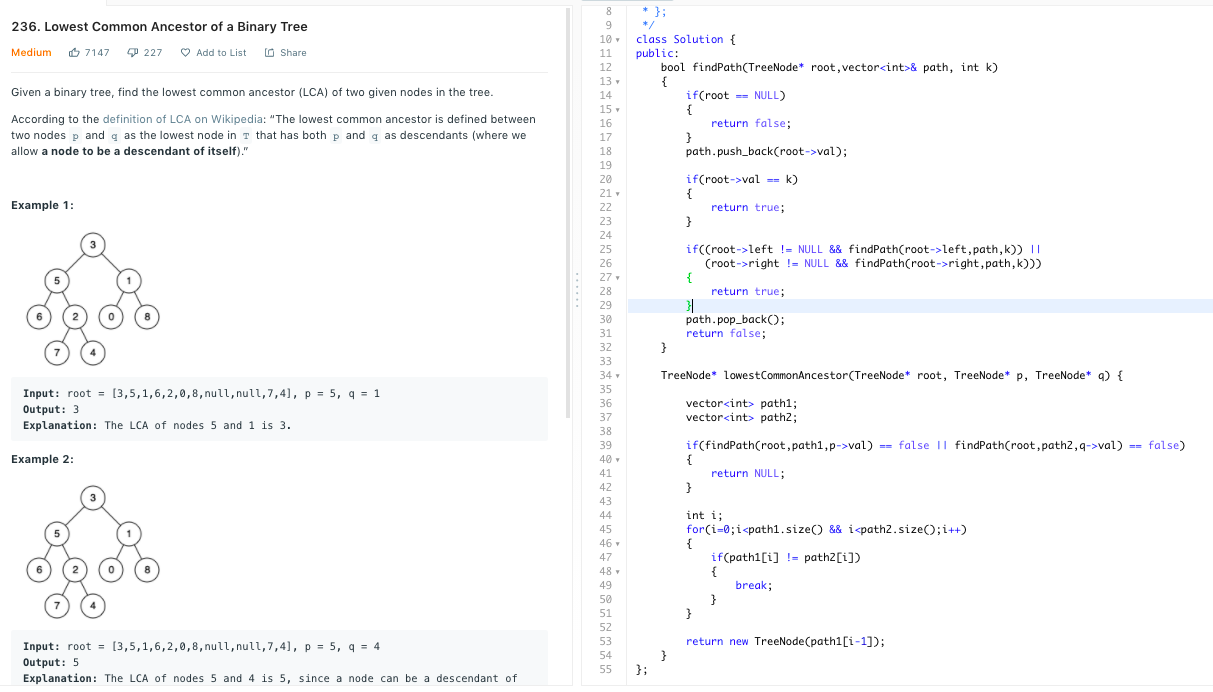 236. Lowest Common Ancestor of a Binary Tree
Medium 7147 227 Add to List Share
Given a binary tree, find the lowest common ancestor (LCA) of two given nodes in the tree.
According to the definition of LCA on Wikipedia: “The lowest common ancestor is defined between
two nodes p and q as the lowest node in T that has both p and q as descendants (where we
allow a node to be a descendant of itself).”
Example 1:
3
5 1
6 2 0 8
7 4
Input: root = [3,5,1,6,2,0,8,null,null,7,4], p = 5, q = 1
Output: 3
Explanation: The LCA of nodes 5 and 1 is 3.
Example 2:
3
5 1
6 2 0 8
7 4
Input: root = [3,5,1,6,2,0,8,null,null,7,4], p = 5, q = 4
Output: 5
Explanation: The LCA of nodes 5 and 4 is 5, since a node can be a descendant of
8 * };
9 */
10 class Solution {
11 public:
12 bool findPath(TreeNode* root,vector<int>& path, int k)
13 {
14 if(root == NULL)
15 {
16 return false;
17 }
18 path.push_back(root->val);
19
20 if(root->val == k)
21 {
22 return true;
23 }
24
25 if((root->left != NULL && findPath(root->left,path,k)) ||
26 (root->right != NULL && findPath(root->right,path,k)))
27 {
28 return true;
29 }
30 path.pop_back();
31 return false;
32 }
33
34 TreeNode* lowestCommonAncestor(TreeNode* root, TreeNode* p, TreeNode* q) {
35
36 vector<int> path1;
37 vector<int> path2;
38
39 if(findPath(root,path1,p->val) == false || findPath(root,path2,q->val) == false)
40 {
41 return NULL;
42 }
43
44 int i;
45 for(i=0;i<path1.size() && i<path2.size();i++)
46 {
47 if(path1[i] != path2[i])
48 {
49 break;
50 }
51 }
52
53 return new TreeNode(path1[i-1]);
54 }
55 };